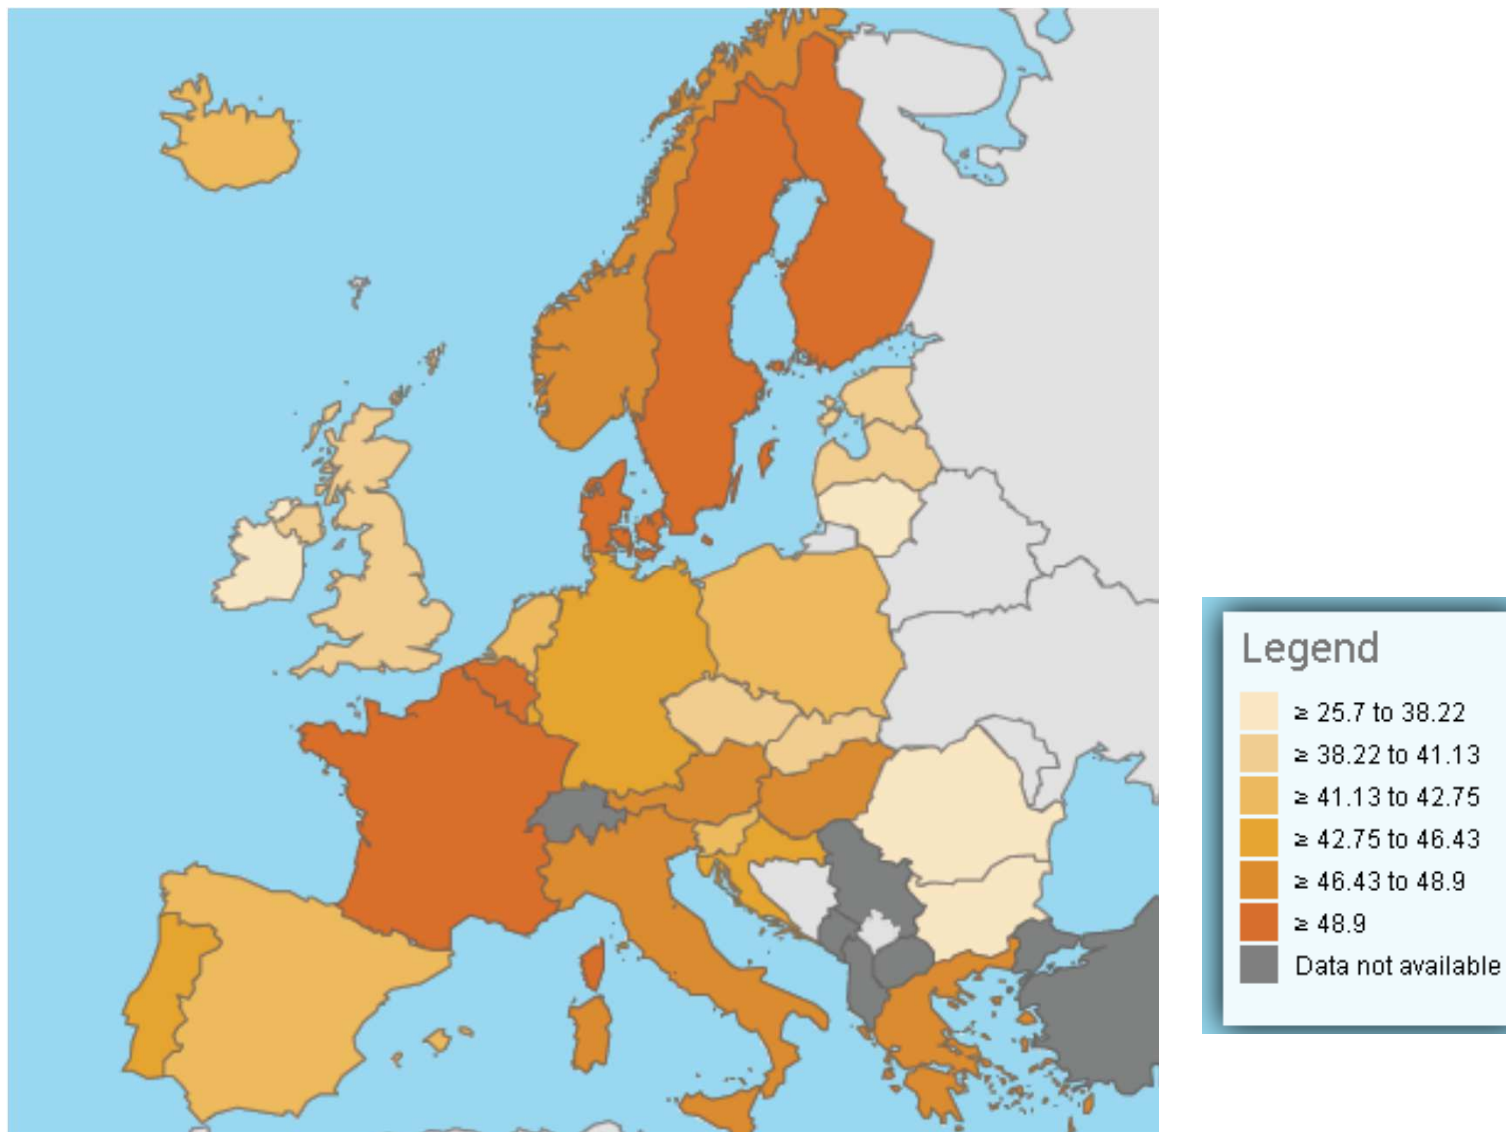 Legend
≥ 25.7 to 38.22
≥ 38.22 to 41.13
≥ 41.13 to 42.75
≥ 42.75 to 46.43
≥ 46.43 to 48.9
≥ 48.9
Data not available